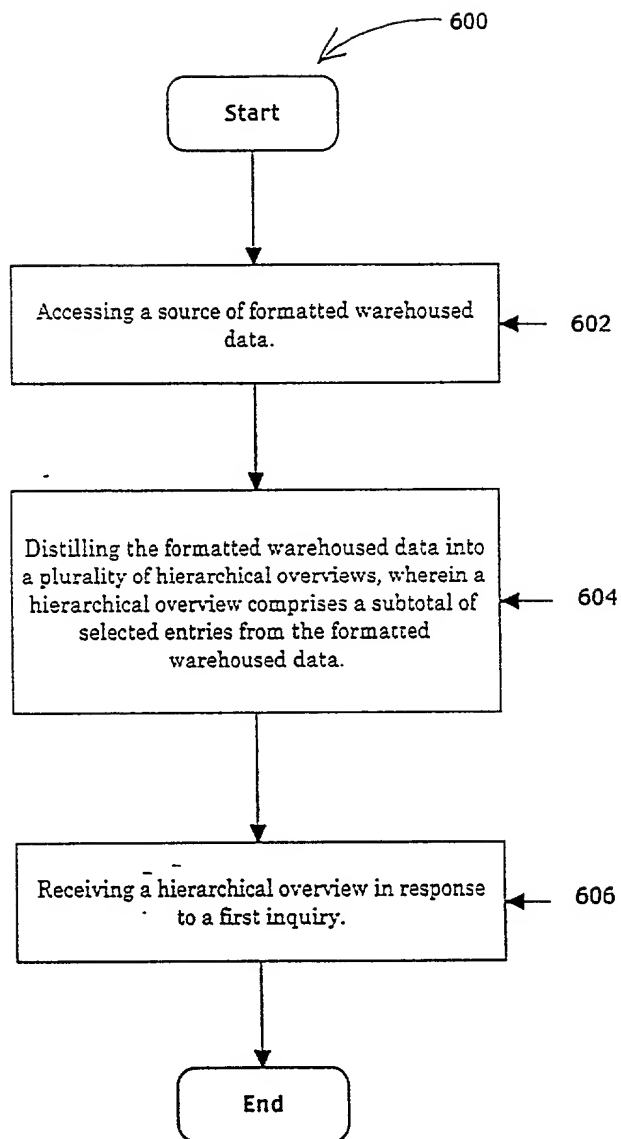 600
Start
Accessing a source of formatted warehoused
data.
602
Distilling the formatted warehoused data into
a plurality of hierarchical overviews, wherein a
hierarchical overview comprises a subtotal of
selected entries from the formatted
warehoused data.
604
Receiving a hierarchical overview in response
to a first inquiry.
606
End